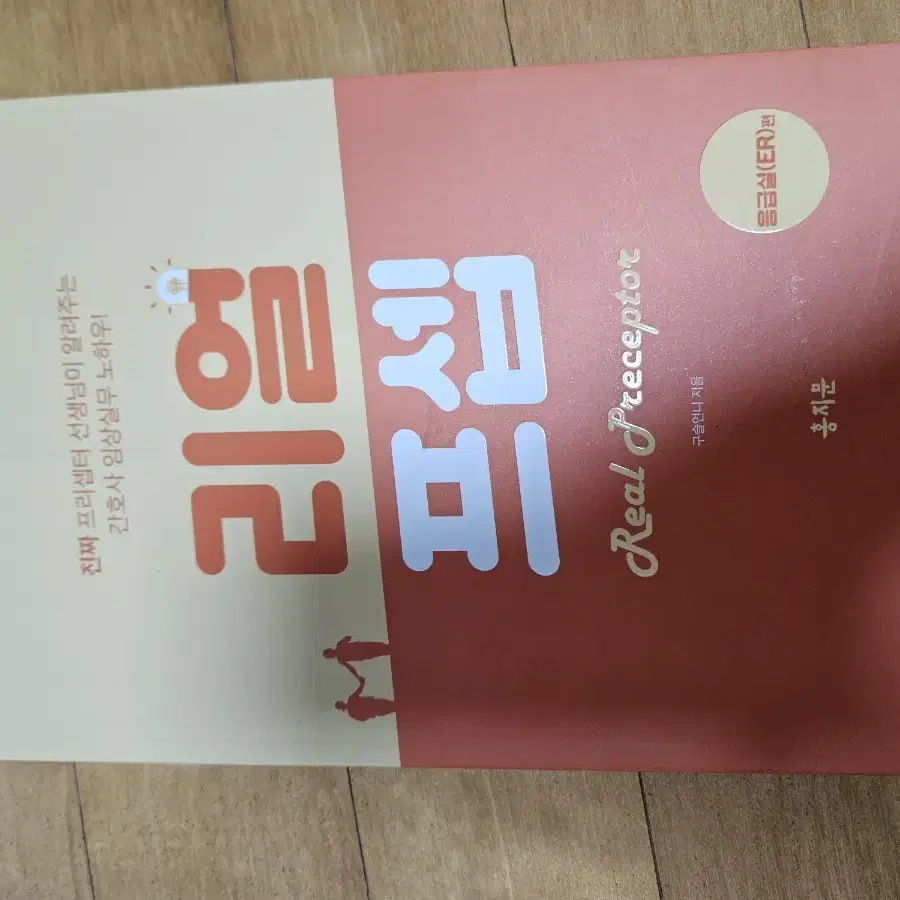 진짜 프리셉터 선생님이 알려주는
간호사 임상실무 노하우!
리얼
프셉
Real Preceptor
구슬언니 지음
응급실(ER)편
홍지문